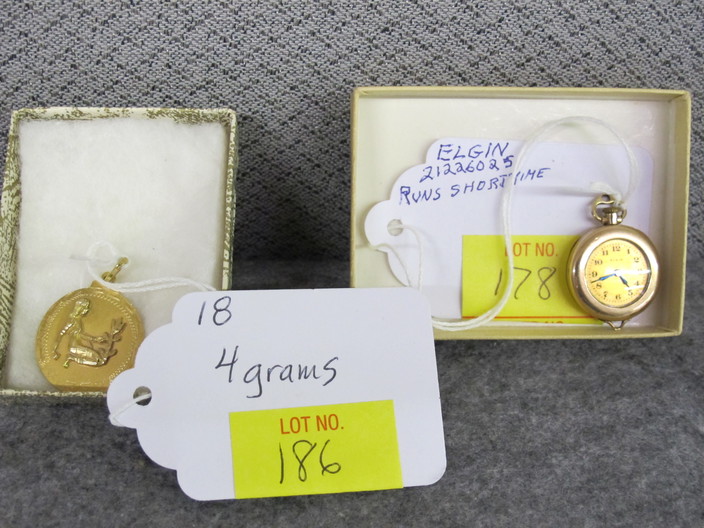 ELGIN
21226025
RUNS SHORT TIME
LOT NO.
178
18
4 grams
LOT NO.
186